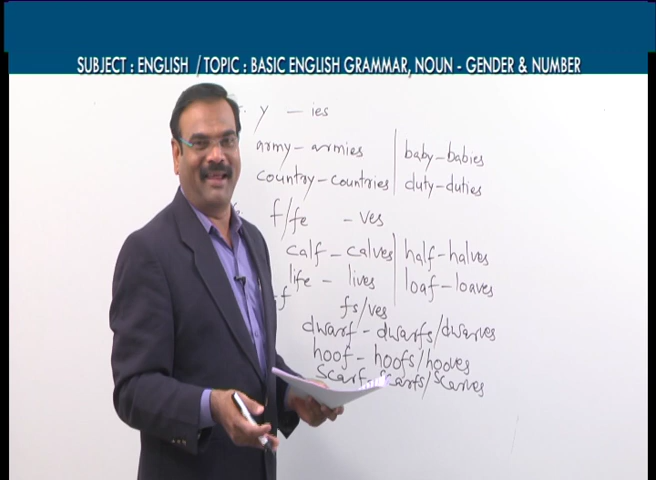 SUBJECT : ENGLISH / TOPIC : BASIC ENGLISH GRAMMAR, NOUN - GENDER & NUMBER
y — ies
army - armies baby - babies
country - countries duty - duties
f/fe - ves
calf - calves half - halves
life - lives loaf - loaves
-f fs/ves
dwarf - dwarfs/dwarves
hoof - hoofs/hooves
scarf - scarfs/scarves